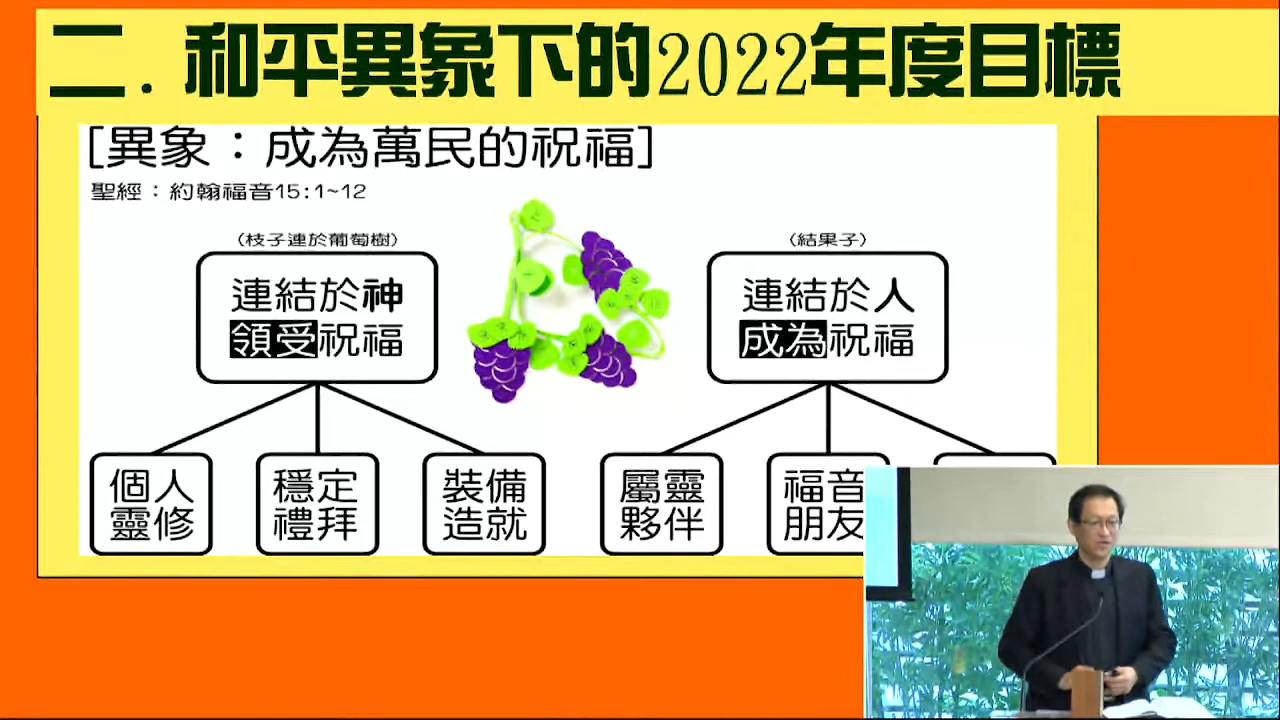 二. 和平異象下的2022年度目標
[異象：成為萬民的祝福]
聖經：約翰福音15:1~12
（枝子連於葡萄樹）
連結於神
領受祝福
個人
靈修
穩定
禮拜
裝備
造就
（結果子）
連結於人
成為祝福
屬靈
夥伴
福音
朋友